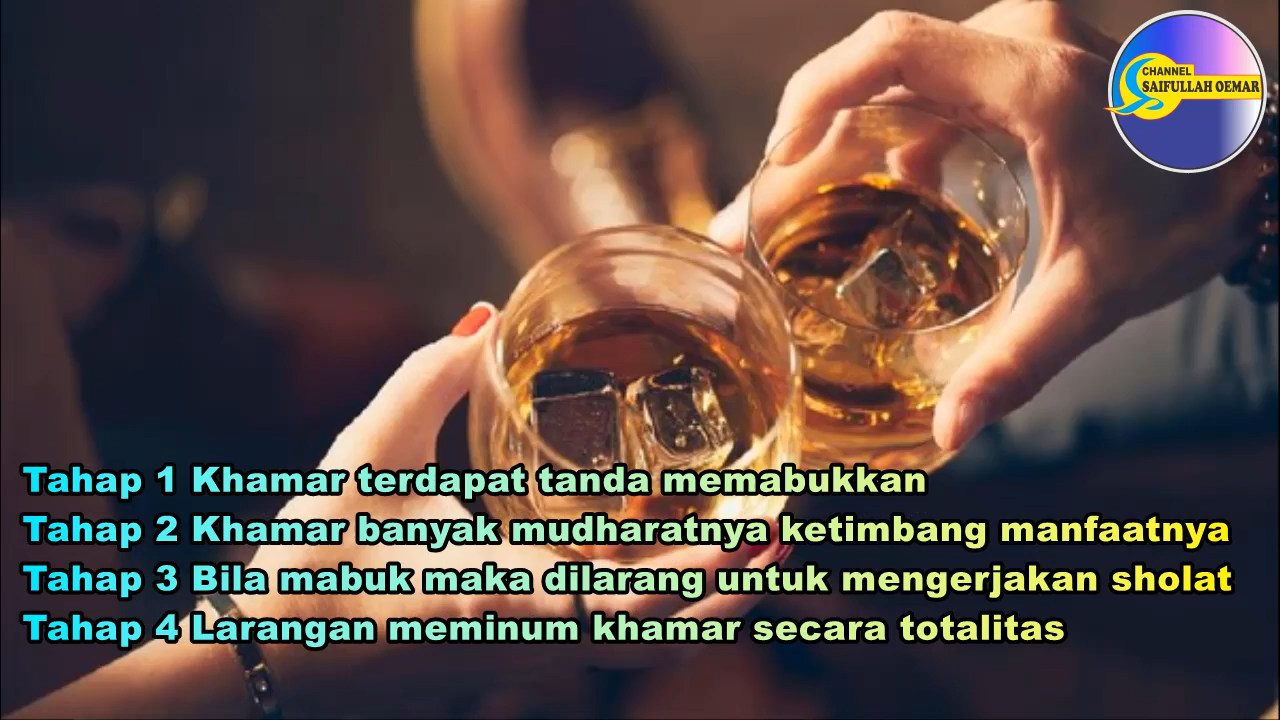 CHANNEL
SAIFULLAH OEMAR
Tahap 1 Khamar terdapat tanda memabukkan
Tahap 2 Khamar banyak mudharatnya ketimbang manfaatnya
Tahap 3 Bila mabuk maka dilarang untuk mengerjakan sholat
Tahap 4 Larangan meminum khamar secara totalitas